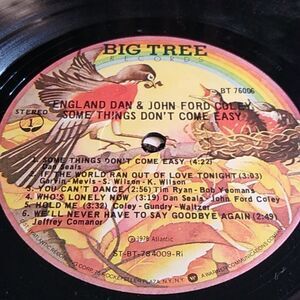 BIG TREE
RECORDS
BT 76006
STEREO
ENGLAND DAN & JOHN FORD COLEY
SOME THINGS DON'T COME EASY
1. SOME THINGS DON'T COME EASY (4:22)
Dan Seals
2. IF THE WORLD RAN OUT OF LOVE TONIGHT (3:03)
Garvin - Mevis - S. Wilson - K. Wilson
3. YOU CAN'T DANCE (2:56) Tim Ryan - Bob Yeomans
4. WHO'S LONELY NOW (3:19) Dan Seals - John Ford Coley
5. HOLD ME (3:32) Coley - Gundry - Waltzer
6. WE'LL NEVER HAVE TO SAY GOODBYE AGAIN (2:49)
Jeffrey Comanor
℗ 1978 Atlantic
ST-BT-784009-RI